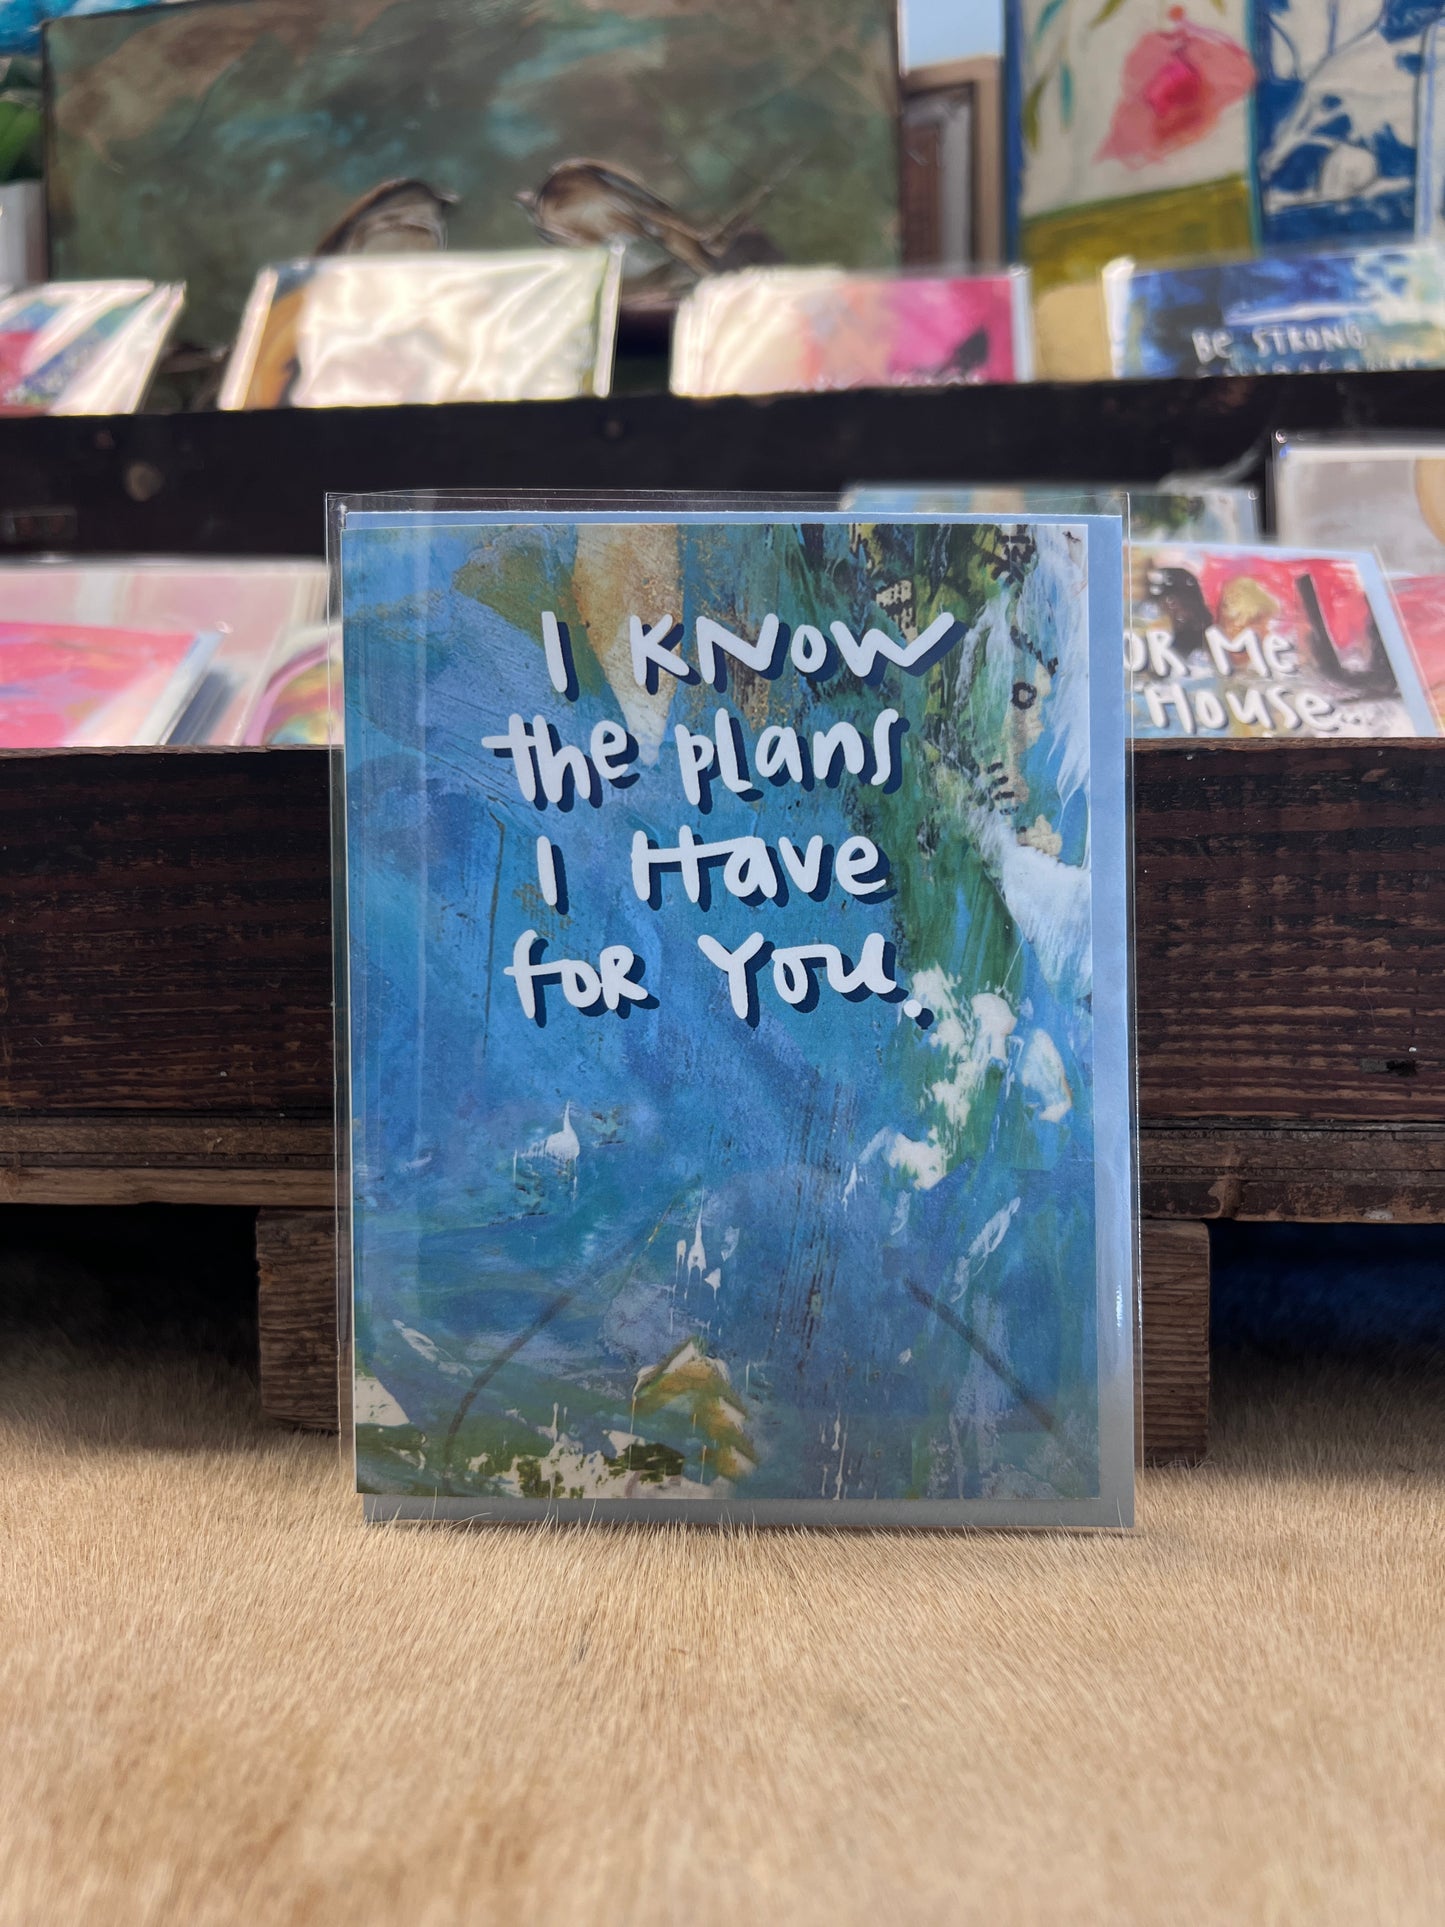 Be STRONG
I KNOW
the plans
I Have
for You.
OR Me
House